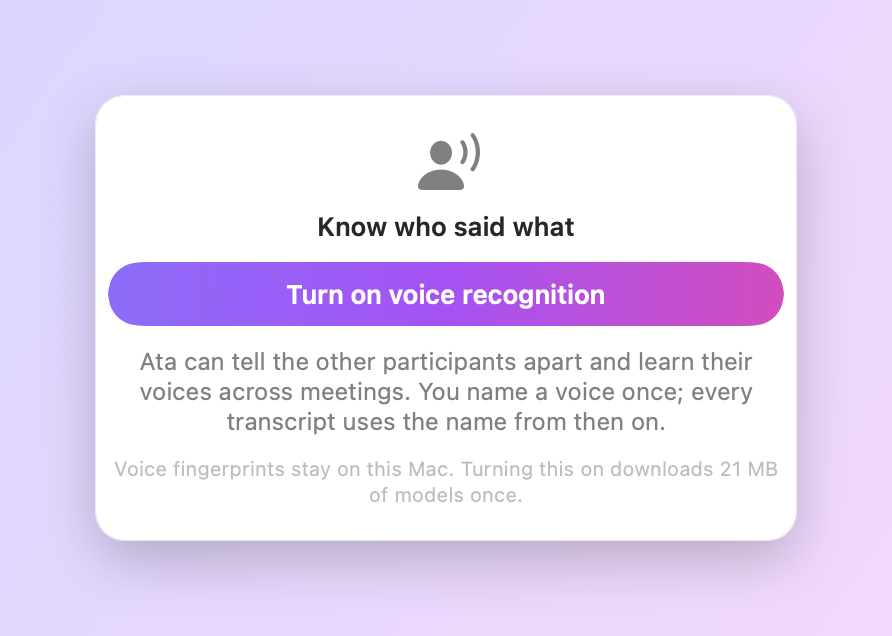 Know who said what
Turn on voice recognition
Ata can tell the other participants apart and learn their
voices across meetings. You name a voice once; every
transcript uses the name from then on.
Voice fingerprints stay on this Mac. Turning this on downloads 21 MB
of models once.